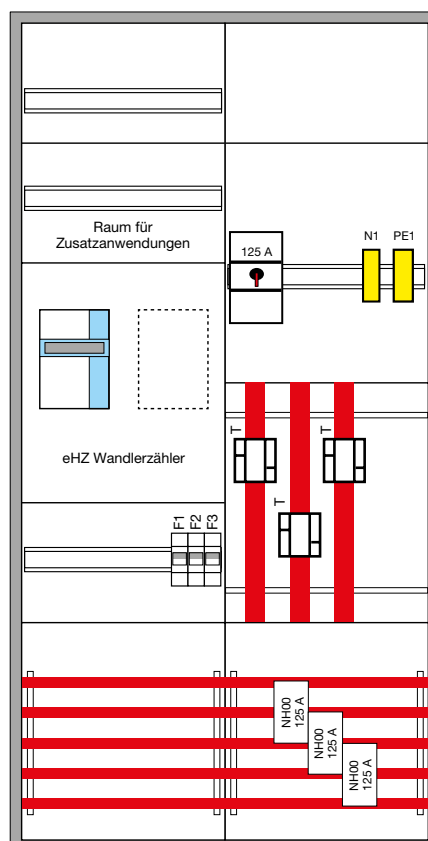 Raum für
Zusatzanwendungen
125 A
N1
PE1
eHZ Wandlerzähler
T
T
T
F1
F2
F3
NH00
125 A
NH00
125 A
NH00
125 A